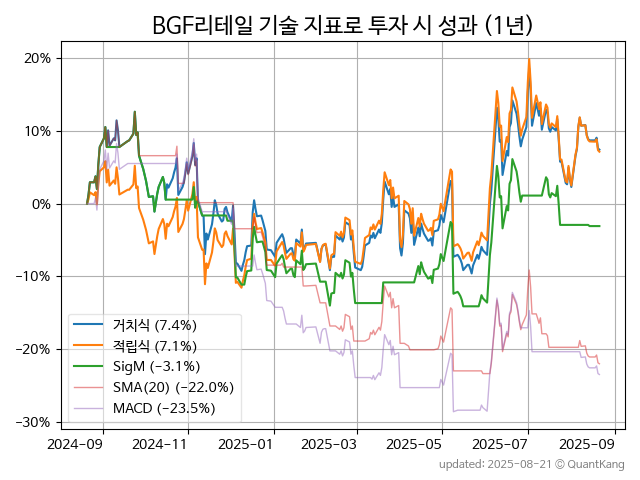 BGF리테일 기술 지표로 투자 시 성과 (1년)
20%
10%
0%
−10%
−20%
−30%
거치식 (7.4%)
적립식 (7.1%)
SigM (−3.1%)
SMA(20) (−22.0%)
MACD (−23.5%)
2024-09
2024-11
2025-01
2025-03
2025-05
2025-07
2025-09
updated: 2025-08-21 © QuantKang